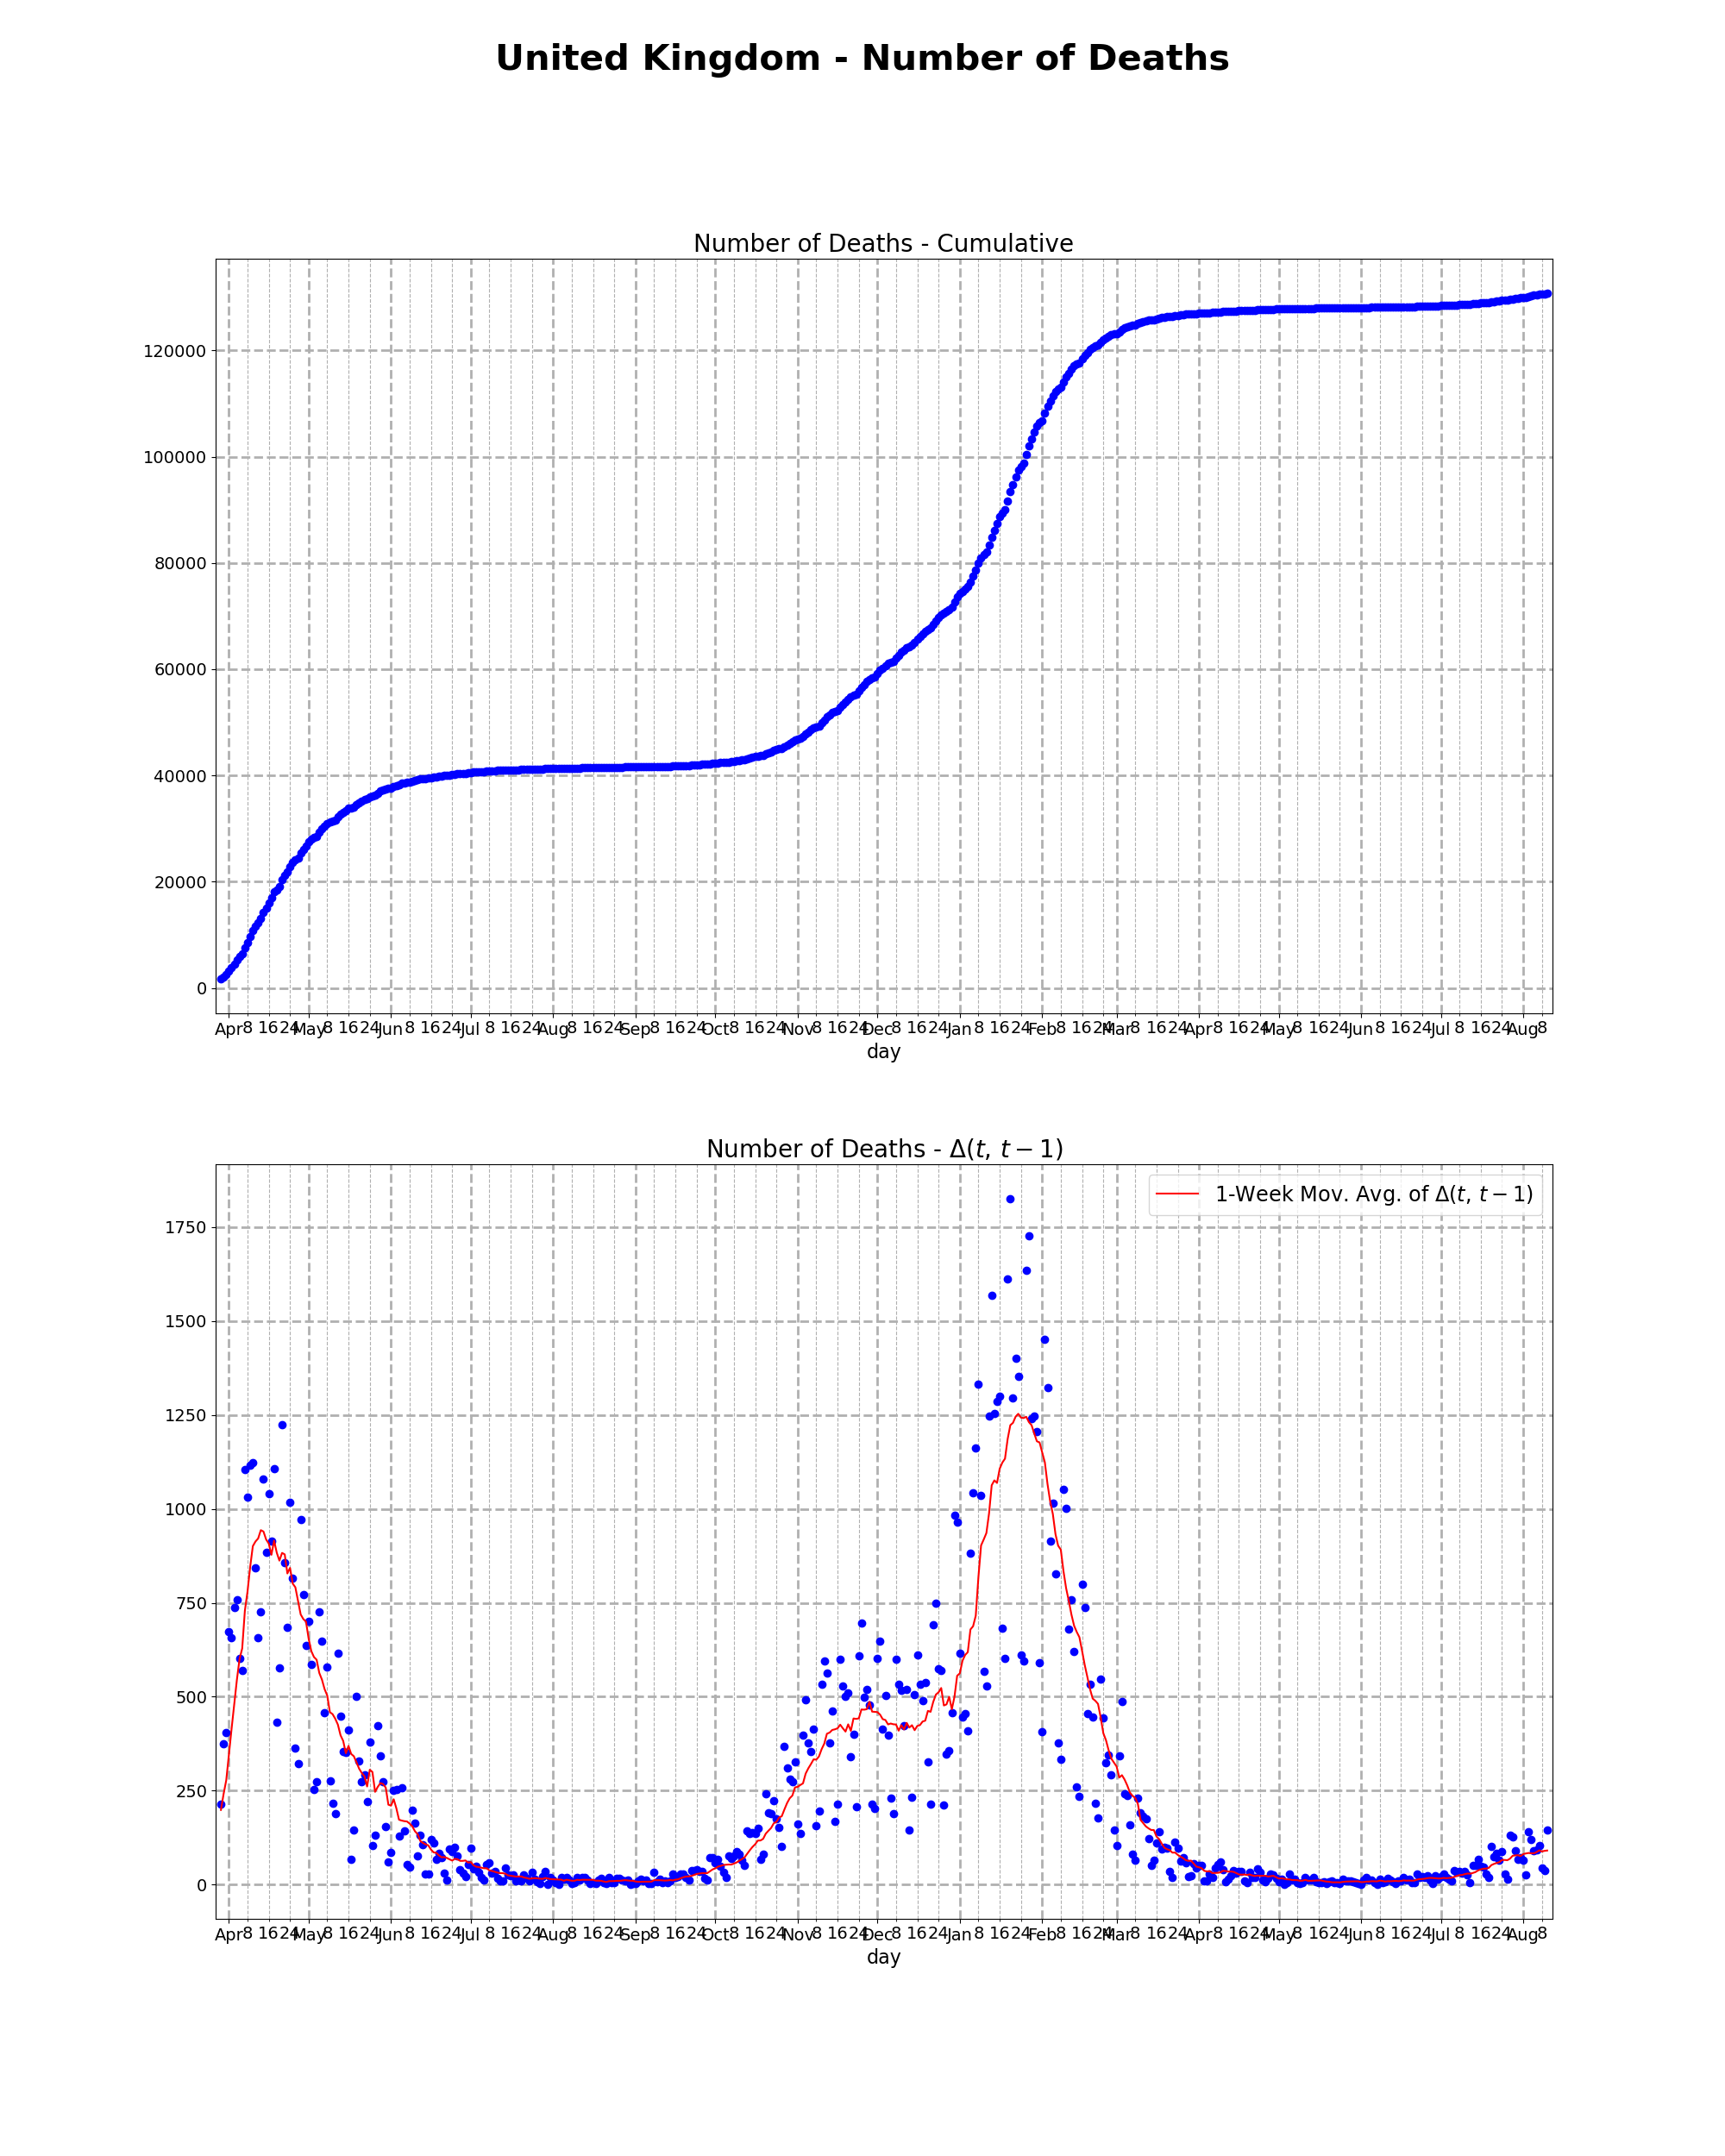 United Kingdom - Number of Deaths
Number of Deaths - Cumulative
120000
100000
80000
60000
40000
20000
0
Apr 8 16 24 May 8 16 24 Jun 8 16 24 Jul 8 16 24 Aug 8 16 24 Sep 8 16 24 Oct 8 16 24 Nov 8 16 24 Dec 8 16 24 Jan 8 16 24 Feb 8 16 24 Mar 8 16 24 Apr 8 16 24 May 8 16 24 Jun 8 16 24 Jul 8 16 24 Aug 8
day
Number of Deaths - Δ(t, t − 1)
1-Week Mov. Avg. of Δ(t, t − 1)
1750
1500
1250
1000
750
500
250
0
Apr 8 16 24 May 8 16 24 Jun 8 16 24 Jul 8 16 24 Aug 8 16 24 Sep 8 16 24 Oct 8 16 24 Nov 8 16 24 Dec 8 16 24 Jan 8 16 24 Feb 8 16 24 Mar 8 16 24 Apr 8 16 24 May 8 16 24 Jun 8 16 24 Jul 8 16 24 Aug 8
day